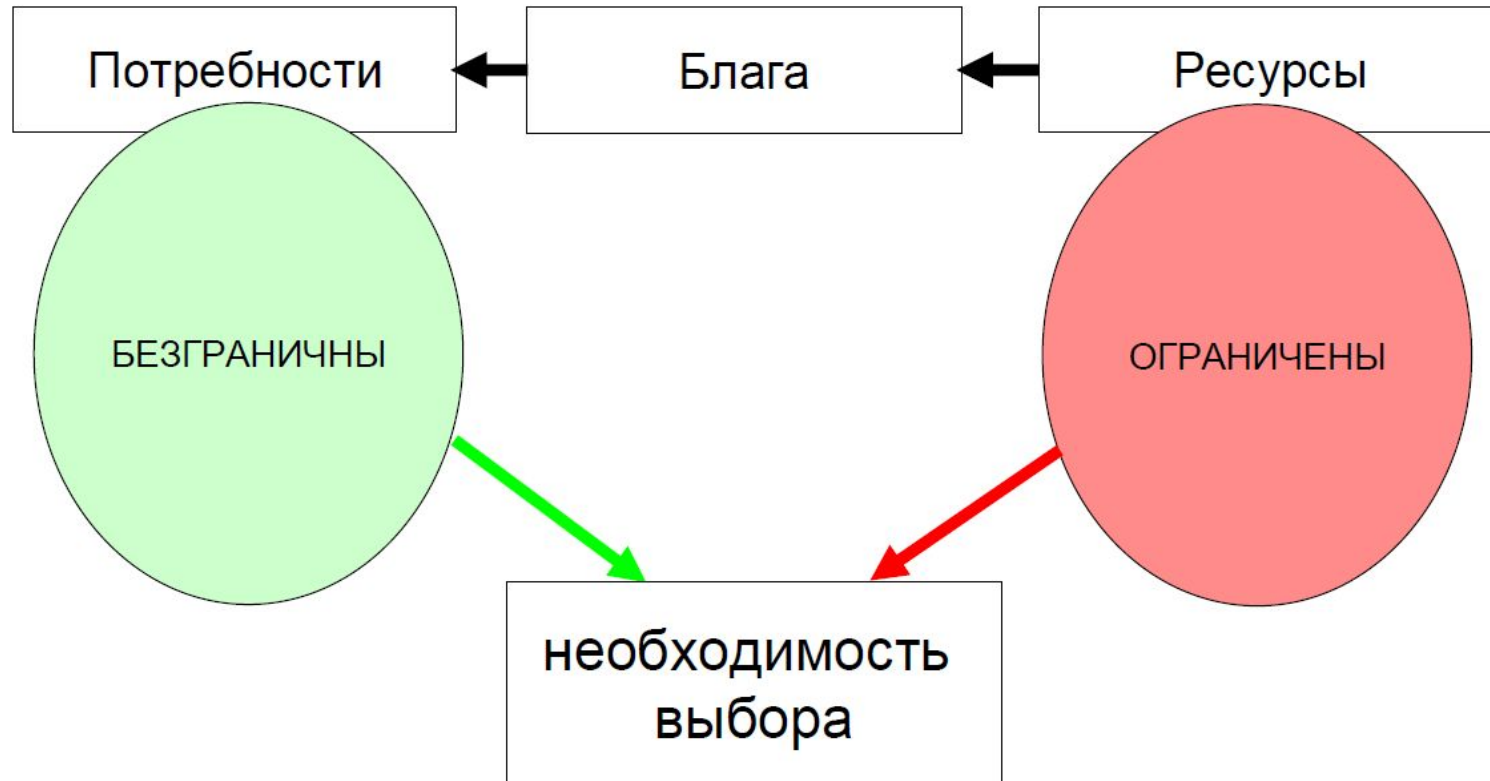 Потребности
Блага
Ресурсы
БЕЗГРАНИЧНЫ
ОГРАНИЧЕНЫ
необходимость
выбора